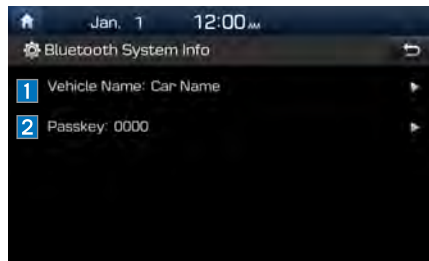 Jan. 1 12:00 AM
Bluetooth System Info
1 Vehicle Name: Car Name
2 Passkey: 0000